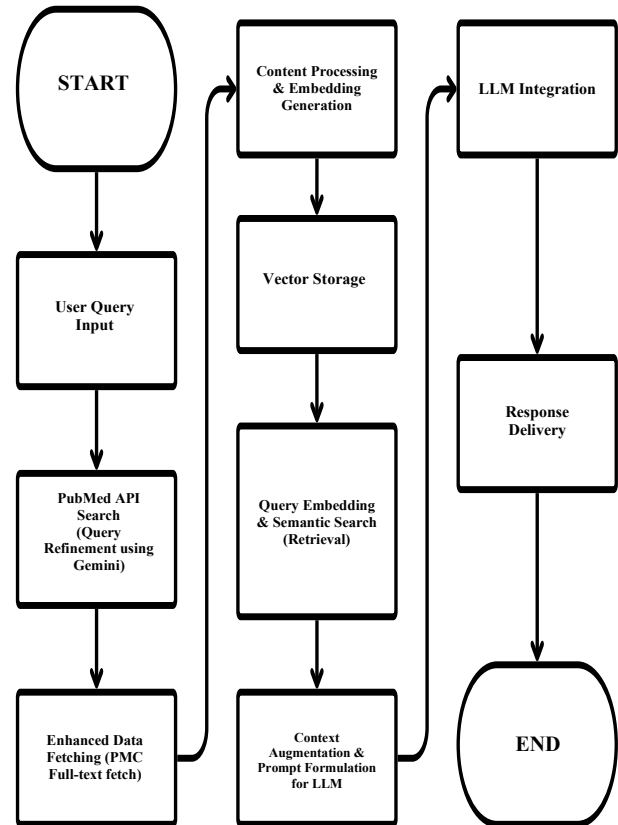 START
User Query
Input
PubMed API
Search
(Query
Refinement using
Gemini)
Enhanced Data
Fetching (PMC
Full-text fetch)
Content Processing
& Embedding
Generation
Vector Storage
Query Embedding
& Semantic Search
(Retrieval)
Context
Augmentation &
Prompt Formulation
for LLM
LLM Integration
Response
Delivery
END